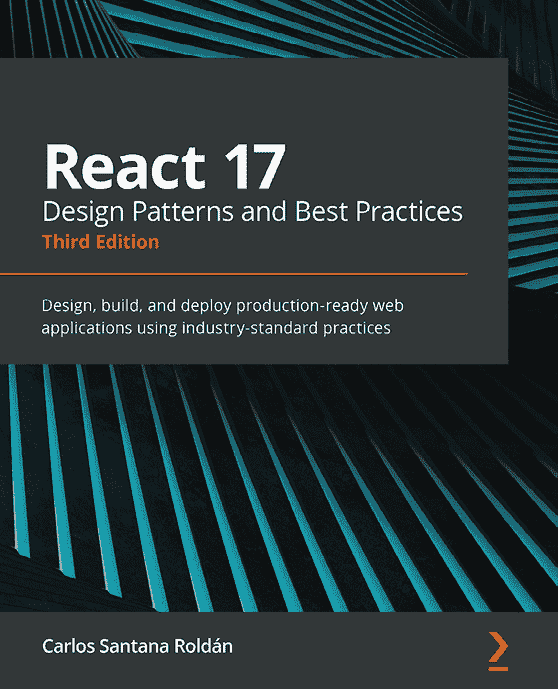 React 17
Design Patterns and Best Practices
Third Edition
Design, build, and deploy production-ready web
applications using industry-standard practices
Carlos Santana Roldán